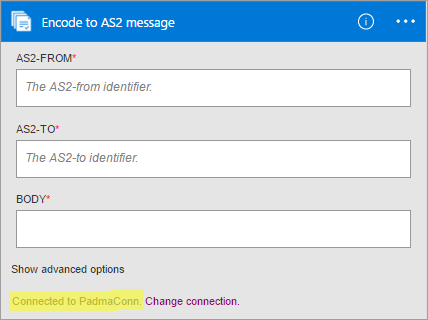 Encode to AS2 message
AS2-FROM*
The AS2-from identifier.
AS2-TO*
The AS2-to identifier.
BODY*
Show advanced options
Connected to PadmaConn. Change connection.